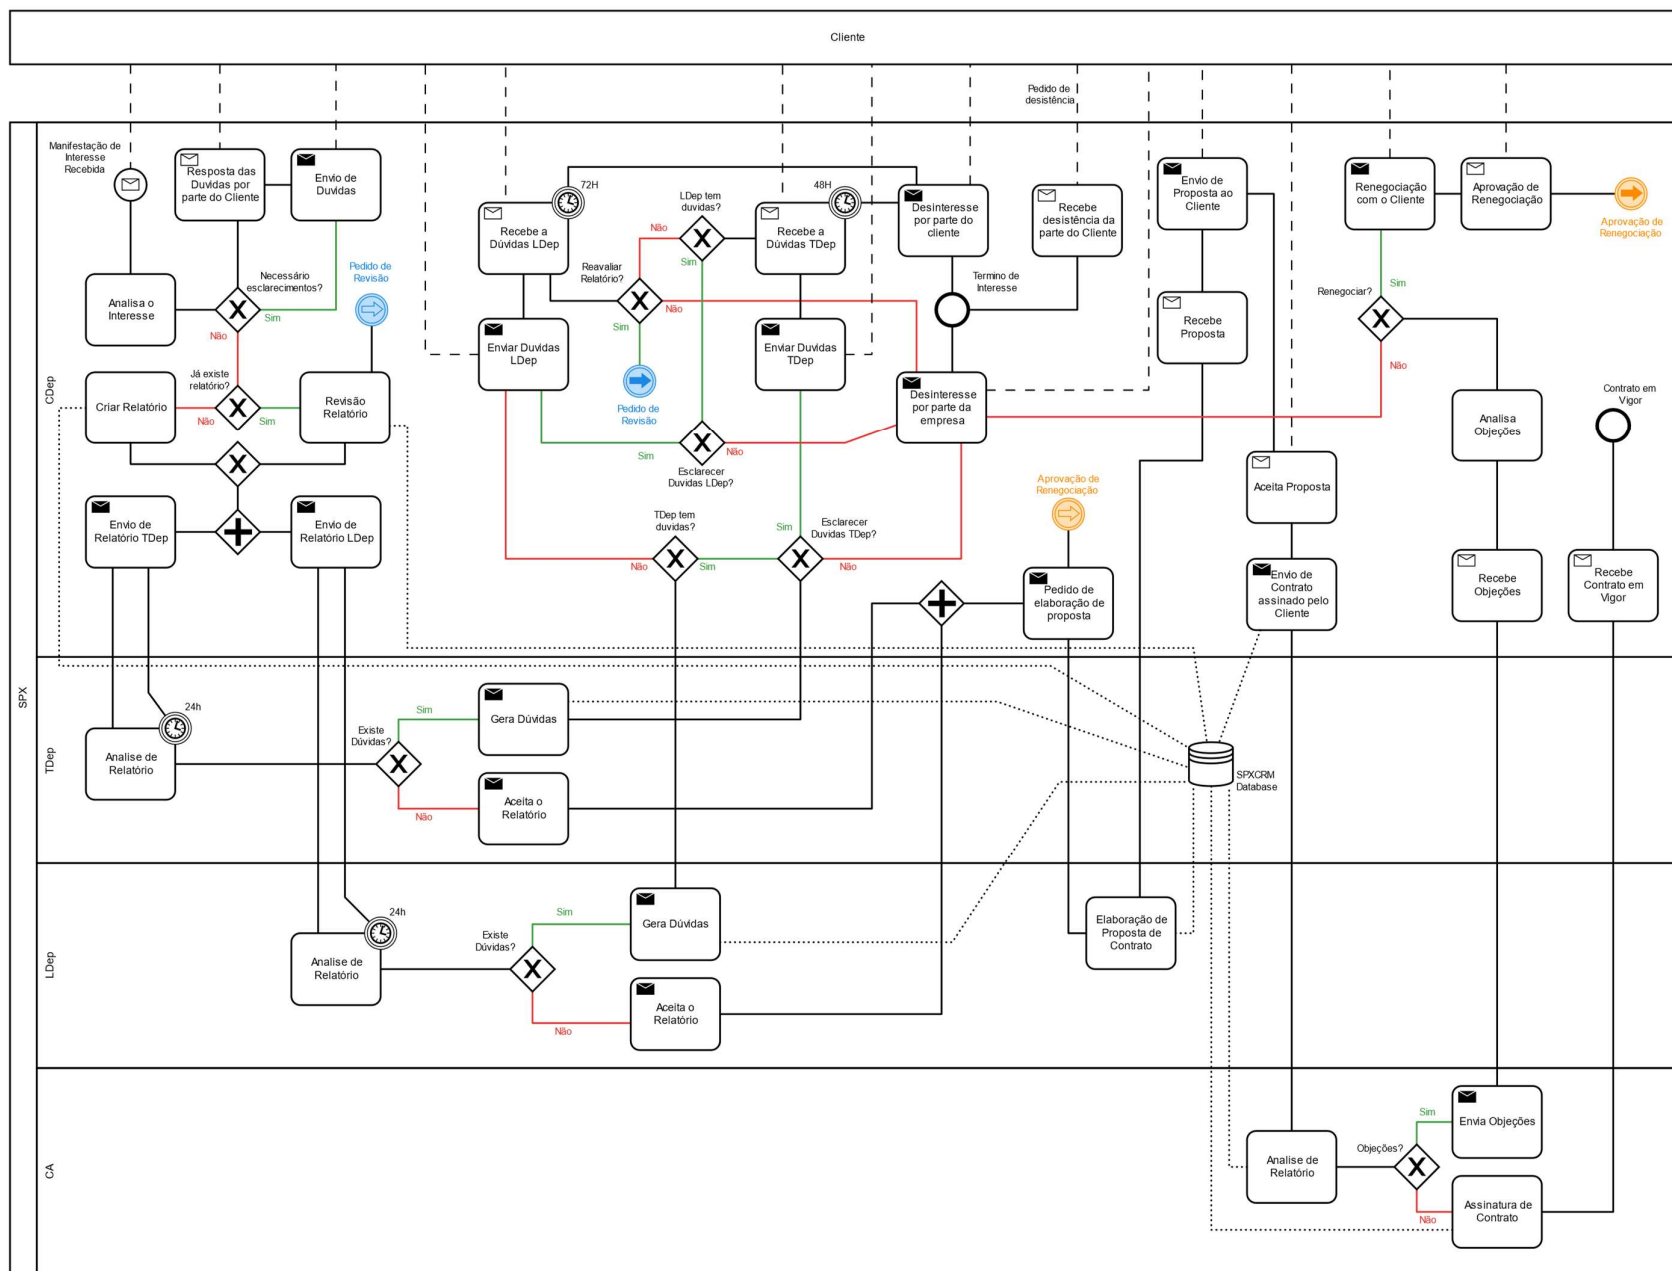 Cliente
Pedido de
desistência
SPX
CDep
Manifestação de
Interesse
Recebida
Resposta das
Duvidas por
parte do Cliente
Envio de
Duvidas
Analisa o
Interesse
Necessário
esclarecimentos?
Sim
Não
Pedido de
Revisão
Já existe
relatório?
Criar Relatório
Não
Sim
Revisão
Relatório
Envio de
Relatório TDep
Envio de
Relatório LDep
72H
Recebe a
Dúvidas LDep
LDep tem
duvidas?
Não
Sim
48H
Recebe a
Dúvidas TDep
Reavaliar
Relatório?
Não
Sim
Pedido de
Revisão
Enviar Duvidas
LDep
Enviar Duvidas
TDep
Desinteresse
por parte do
cliente
Recebe
desistência da
parte do Cliente
Termino de
Interesse
Desinteresse
por parte da
empresa
Sim
Não
Esclarecer
Duvidas LDep?
TDep tem
duvidas?
Não
Sim
Sim
Esclarecer
Duvidas TDep?
Não
Aprovação de
Renegociação
Pedido de
elaboração de
proposta
Envio de
Proposta ao
Cliente
Recebe
Proposta
Aceita Proposta
Envio de
Contrato
assinado pelo
Cliente
Renegociação
com o Cliente
Aprovação de
Renegociação
Aprovação de
Renegociação
Renegociar?
Sim
Não
Analisa
Objeções
Recebe
Objeções
Contrato em
Vigor
Recebe
Contrato em
Vigor
TDep
24h
Analise de
Relatório
Existe
Dúvidas?
Sim
Não
Gera Dúvidas
Aceita o
Relatório
SPXCRM
Database
LDep
24h
Analise de
Relatório
Existe
Dúvidas?
Sim
Não
Gera Dúvidas
Aceita o
Relatório
Elaboração de
Proposta de
Contrato
CA
Analise de
Relatório
Objeções?
Sim
Não
Envia Objeções
Assinatura de
Contrato